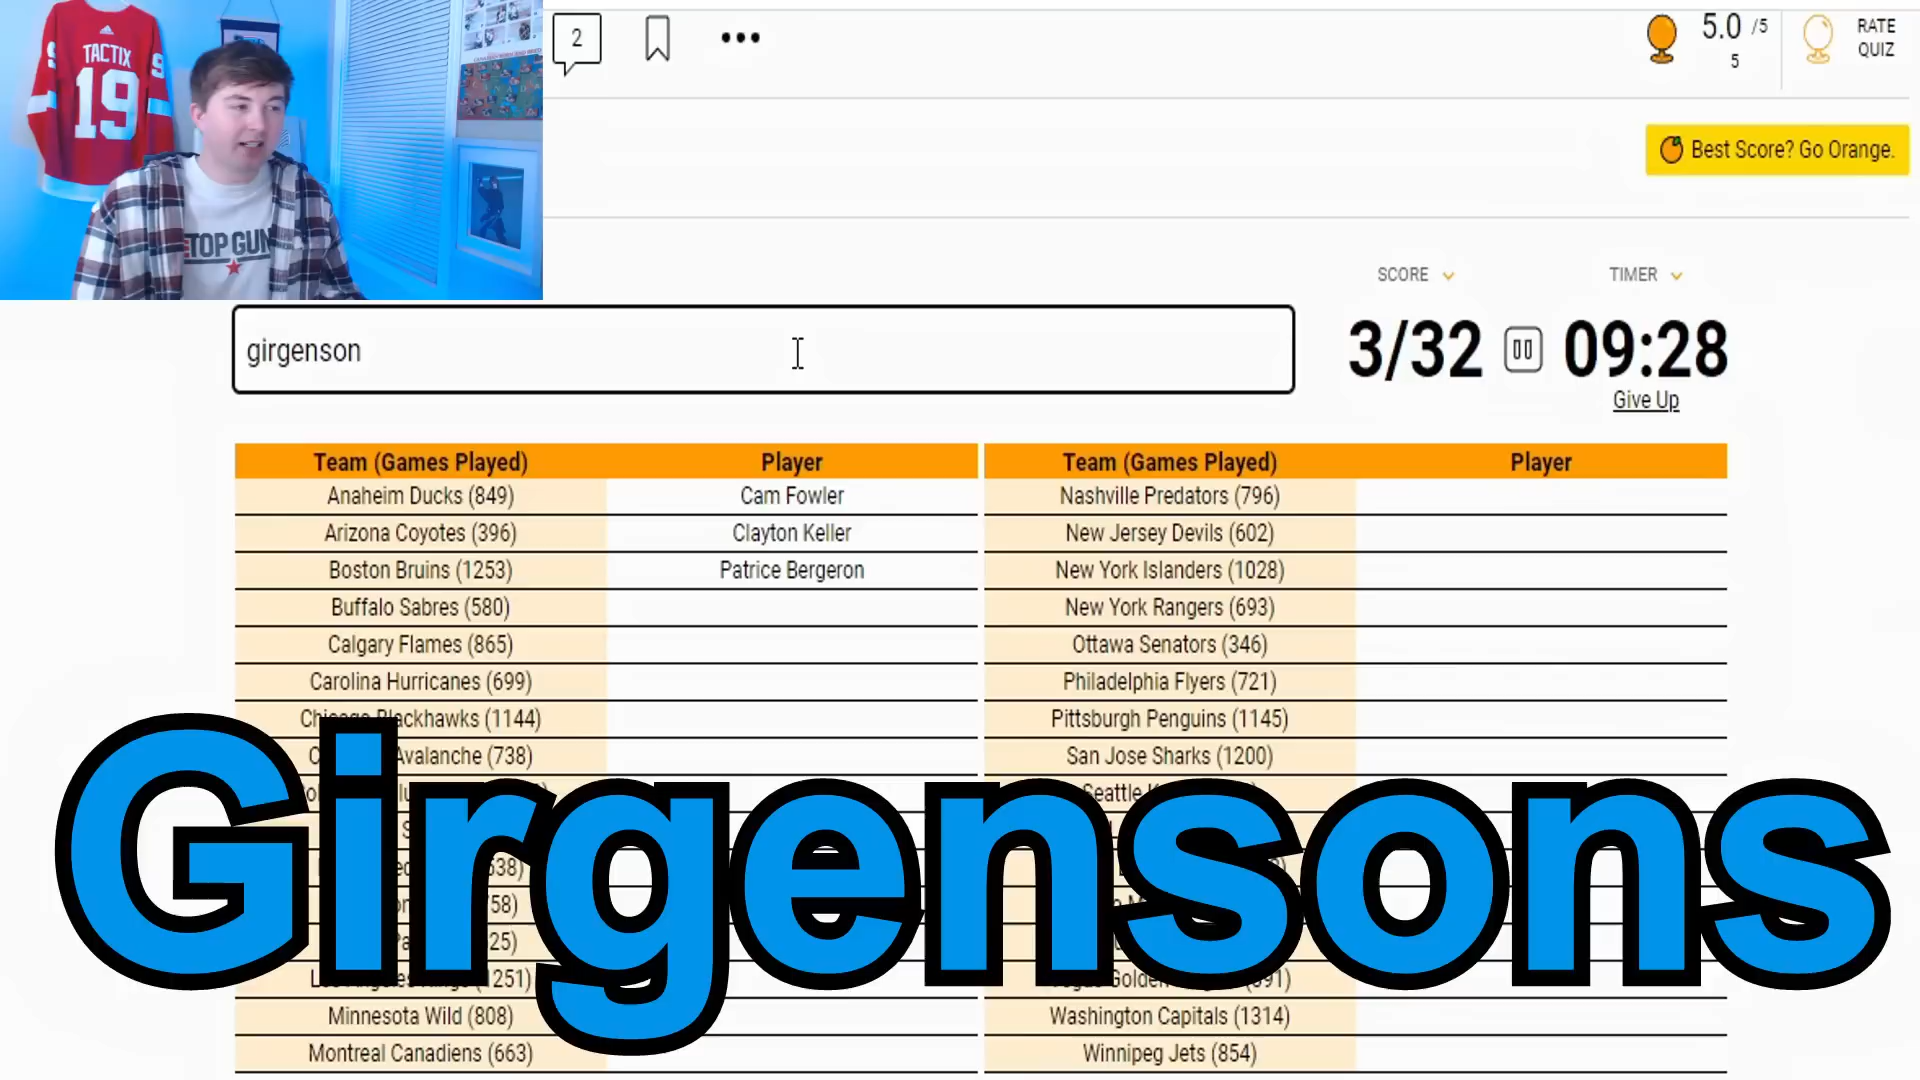 TACTIX
19
TOP GUN
2
5.0 /5
5
RATE
QUIZ
Best Score? Go Orange.
SCORE
TIMER
girgenson
3/32
09:28
Give Up
Team (Games Played) Player
Anaheim Ducks (849) Cam Fowler
Arizona Coyotes (396) Clayton Keller
Boston Bruins (1253) Patrice Bergeron
Buffalo Sabres (580)
Calgary Flames (865)
Carolina Hurricanes (699)
Blackhawks (1144)
Avalanche (738)
Minnesota Wild (808)
Montreal Canadiens (663)
Team (Games Played) Player
Nashville Predators (796)
New Jersey Devils (602)
New York Islanders (1028)
New York Rangers (693)
Ottawa Senators (346)
Philadelphia Flyers (721)
Pittsburgh Penguins (1145)
San Jose Sharks (1200)
Seattle
Washington Capitals (1314)
Winnipeg Jets (854)
Girgensons